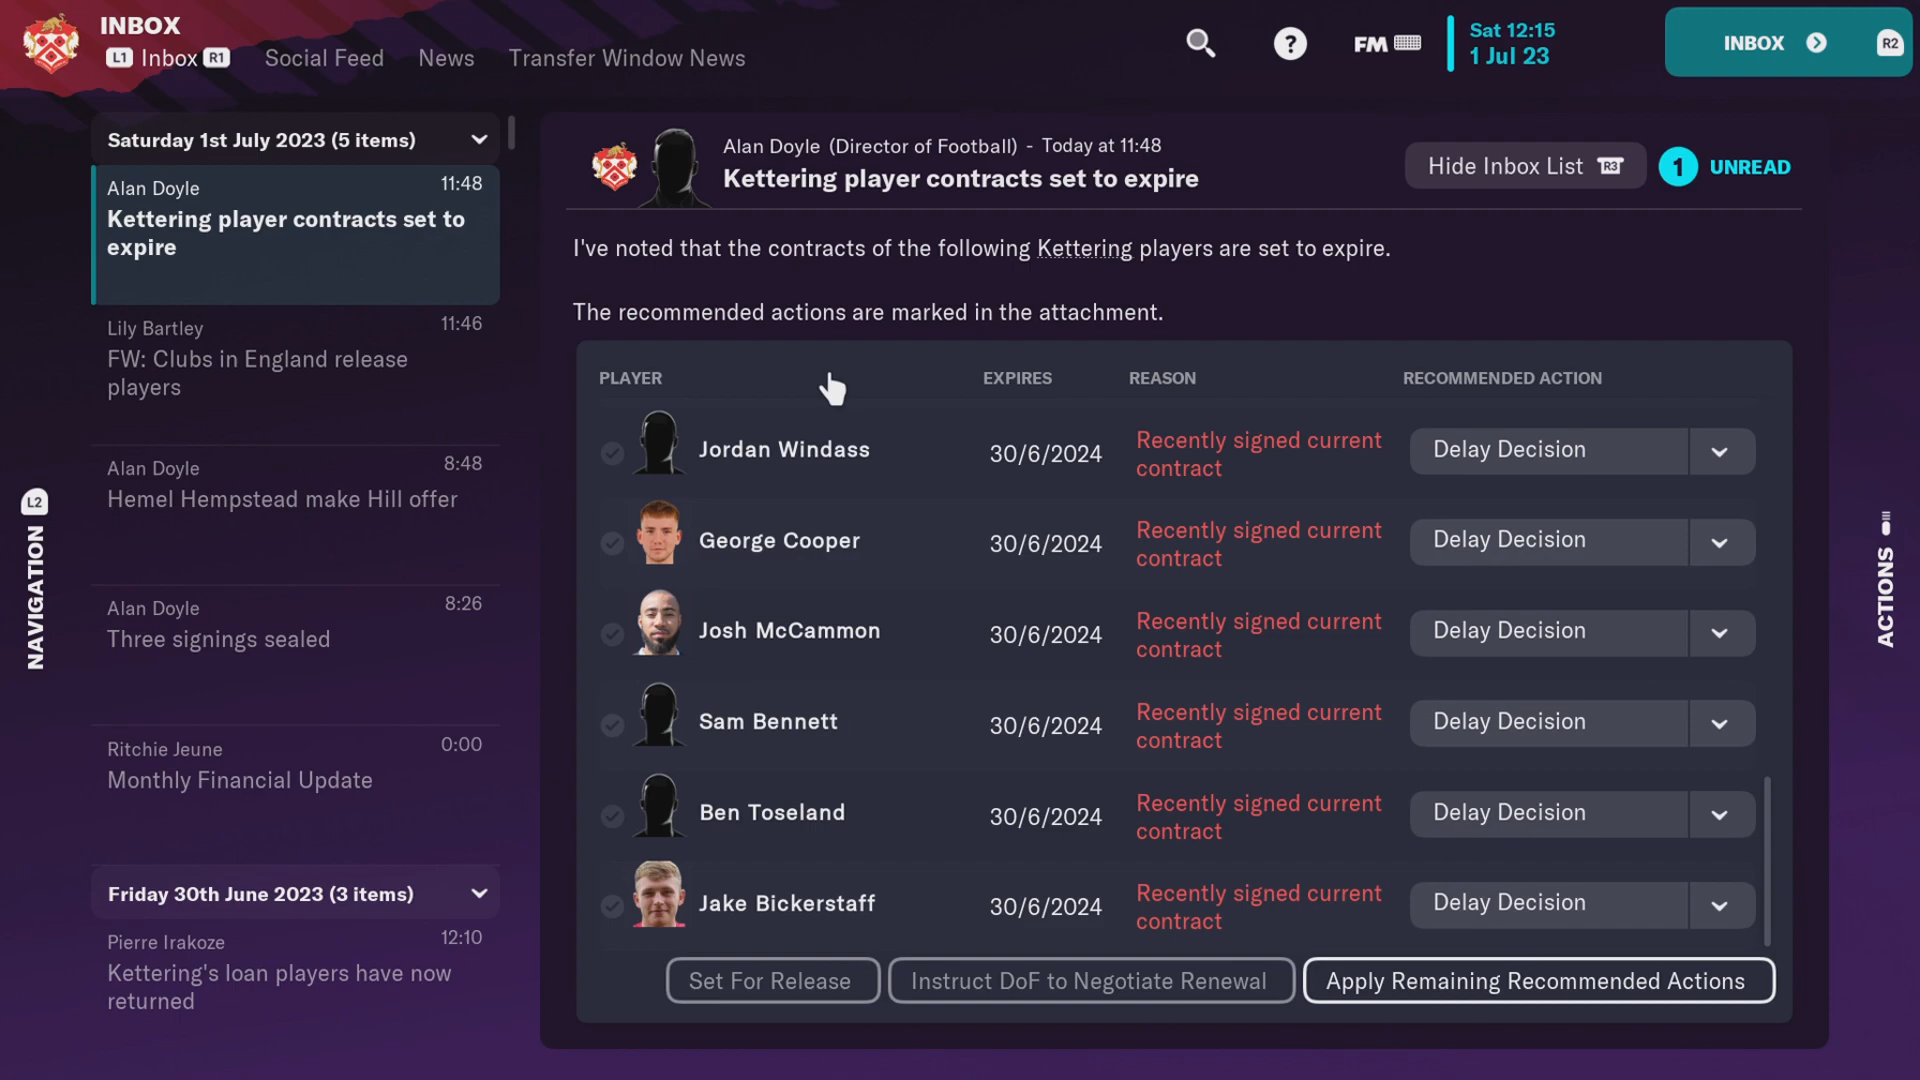 INBOX
L1 Inbox R1 Social Feed News Transfer Window News
FM
Sat 12:15
1 Jul 23
INBOX R2
Saturday 1st July 2023 (5 items)
Alan Doyle 11:48
Kettering player contracts set to
expire
Lily Bartley 11:46
FW: Clubs in England release
players
Alan Doyle 8:48
Hemel Hempstead make Hill offer
Alan Doyle 8:26
Three signings sealed
Ritchie Jeune 0:00
Monthly Financial Update
Friday 30th June 2023 (3 items)
Pierre Irakoze 12:10
Kettering's loan players have now
returned
L2
NAVIGATION
Alan Doyle (Director of Football) - Today at 11:48
Kettering player contracts set to expire
Hide Inbox List R3
1 UNREAD
I've noted that the contracts of the following Kettering players are set to expire.
The recommended actions are marked in the attachment.
PLAYER EXPIRES REASON RECOMMENDED ACTION
Jordan Windass 30/6/2024 Recently signed current
contract
Delay Decision
George Cooper 30/6/2024 Recently signed current
contract
Delay Decision
Josh McCammon 30/6/2024 Recently signed current
contract
Delay Decision
Sam Bennett 30/6/2024 Recently signed current
contract
Delay Decision
Ben Toseland 30/6/2024 Recently signed current
contract
Delay Decision
Jake Bickerstaff 30/6/2024 Recently signed current
contract
Delay Decision
Set For Release Instruct DoF to Negotiate Renewal Apply Remaining Recommended Actions
ACTIONS